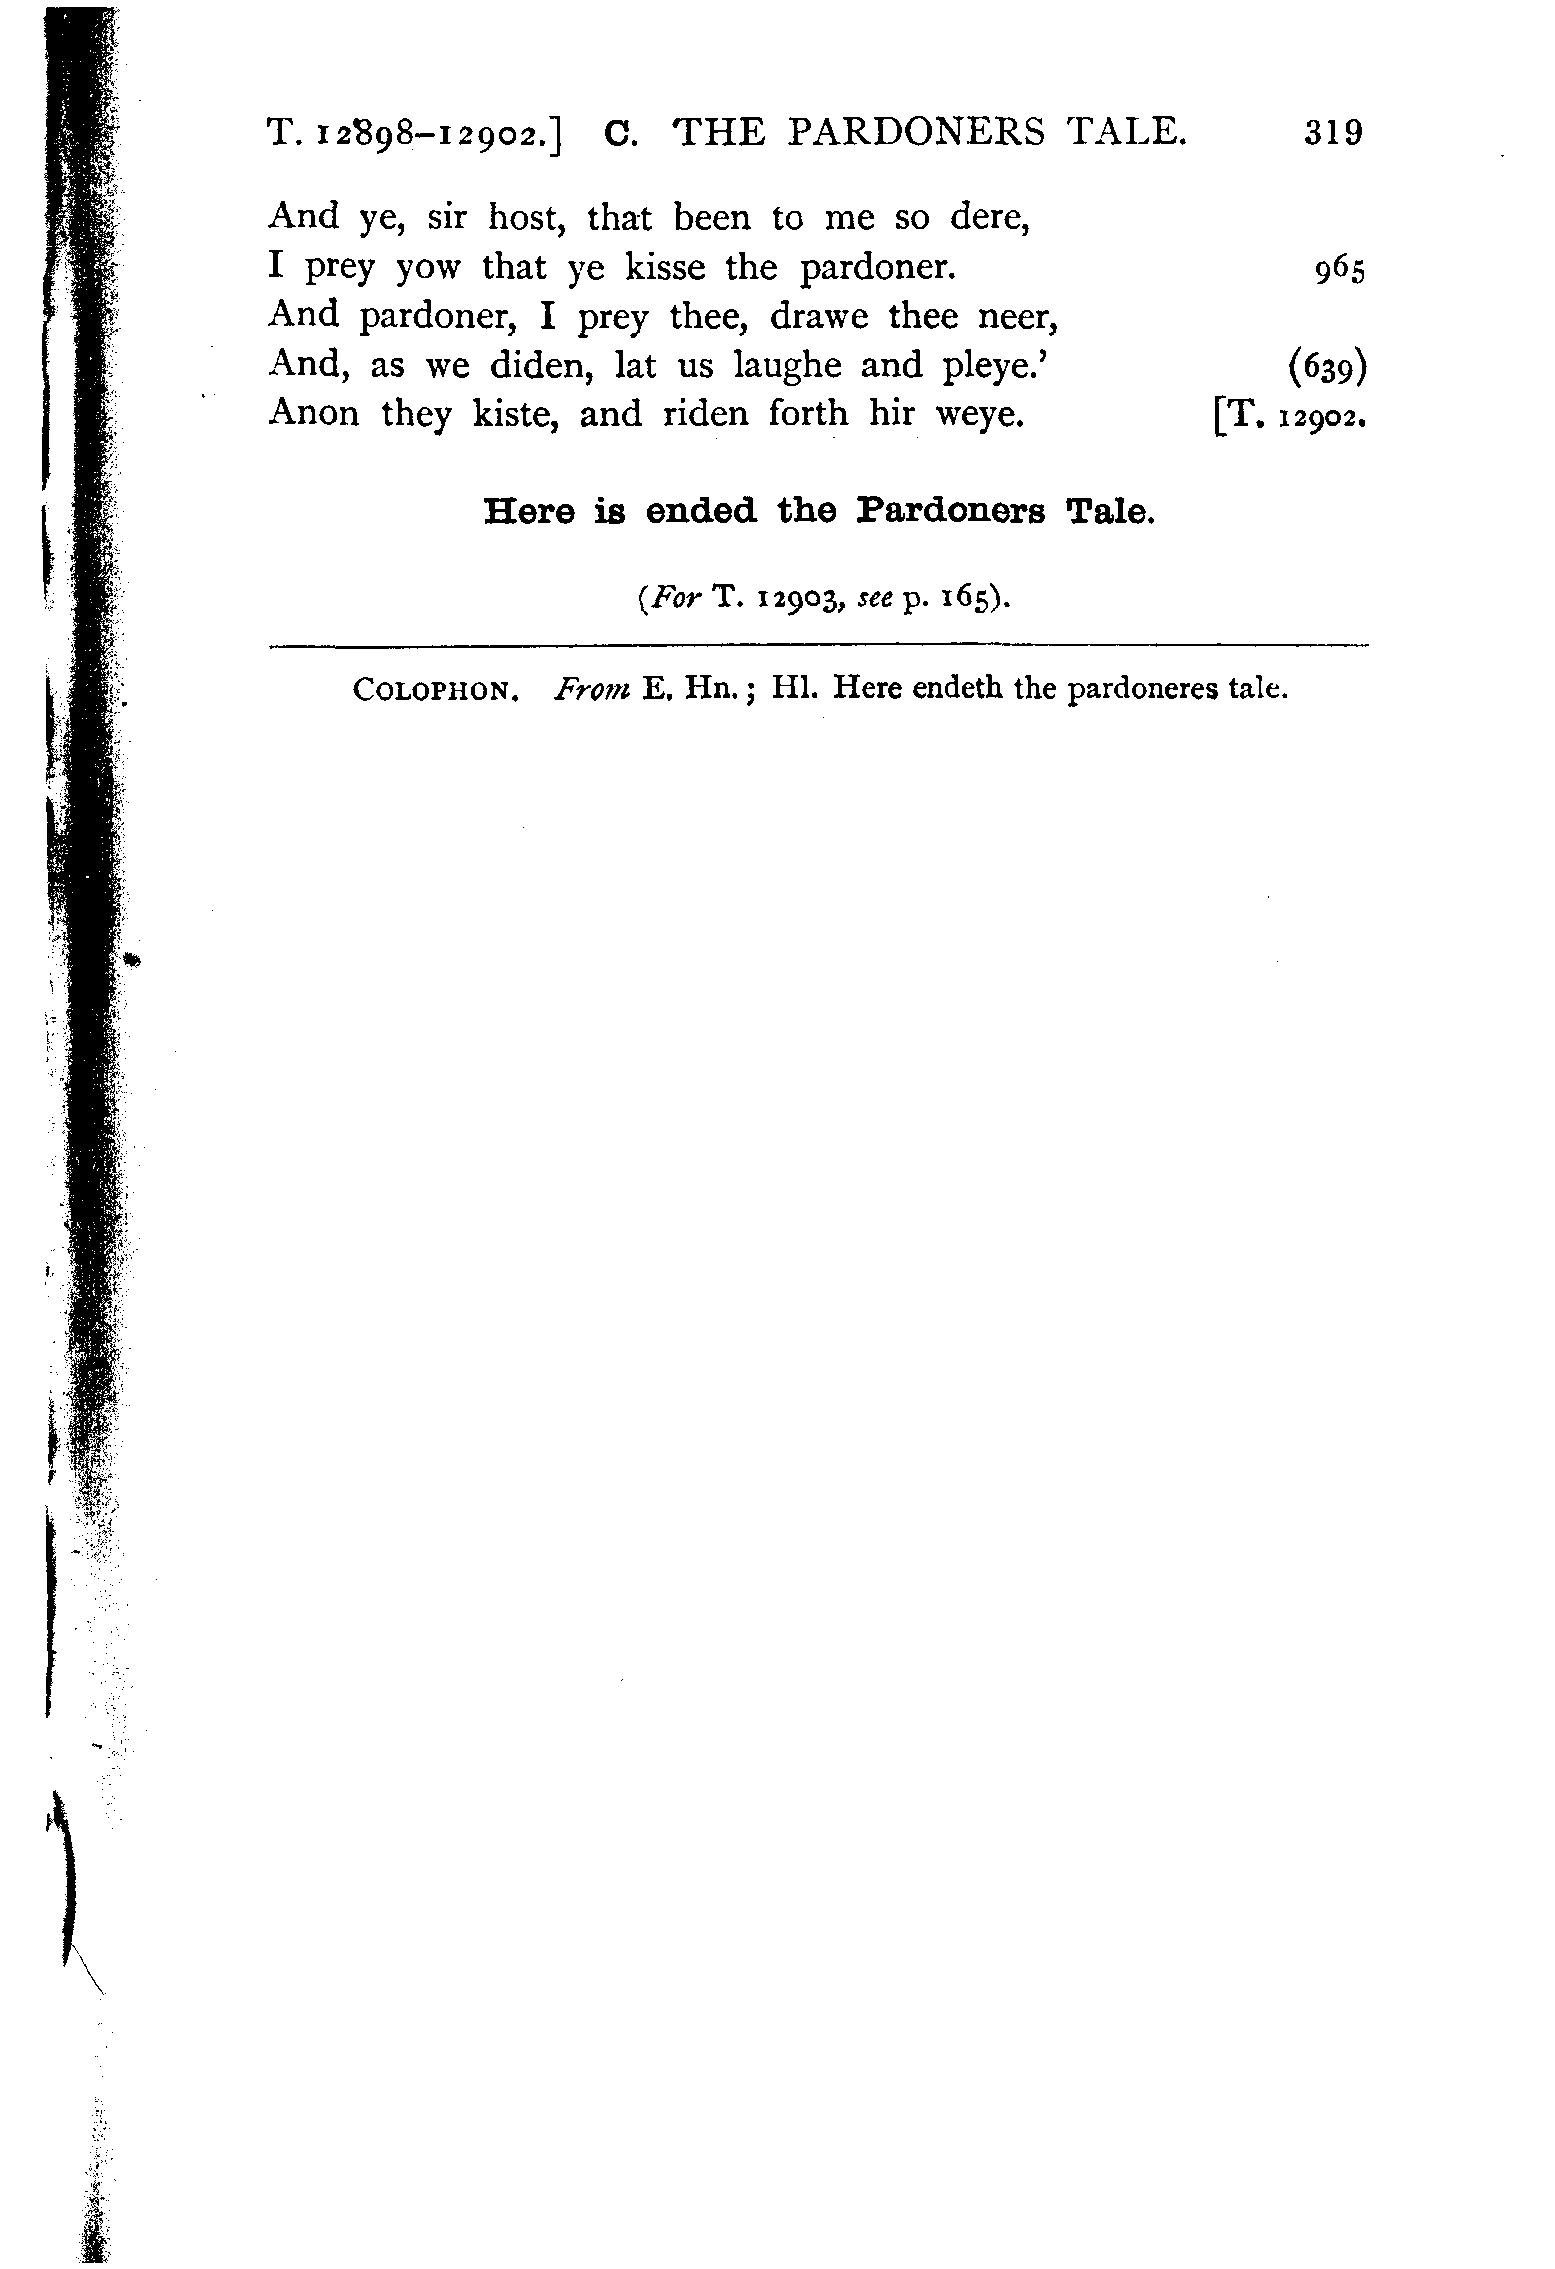 T. 12898–12902.] C. THE PARDONERS TALE. 319
And ye, sir host, that been to me so dere,
I prey yow that ye kisse the pardoner. 965
And pardoner, I prey thee, drawe thee neer,
And, as we diden, lat us laughe and pleye.’ (639)
Anon they kiste, and riden forth hir weye. [T. 12902.
Here is ended the Pardoners Tale.
(For T. 12903, see p. 165).
COLOPHON. From E. Hn.; Hl. Here endeth the pardoneres tale.